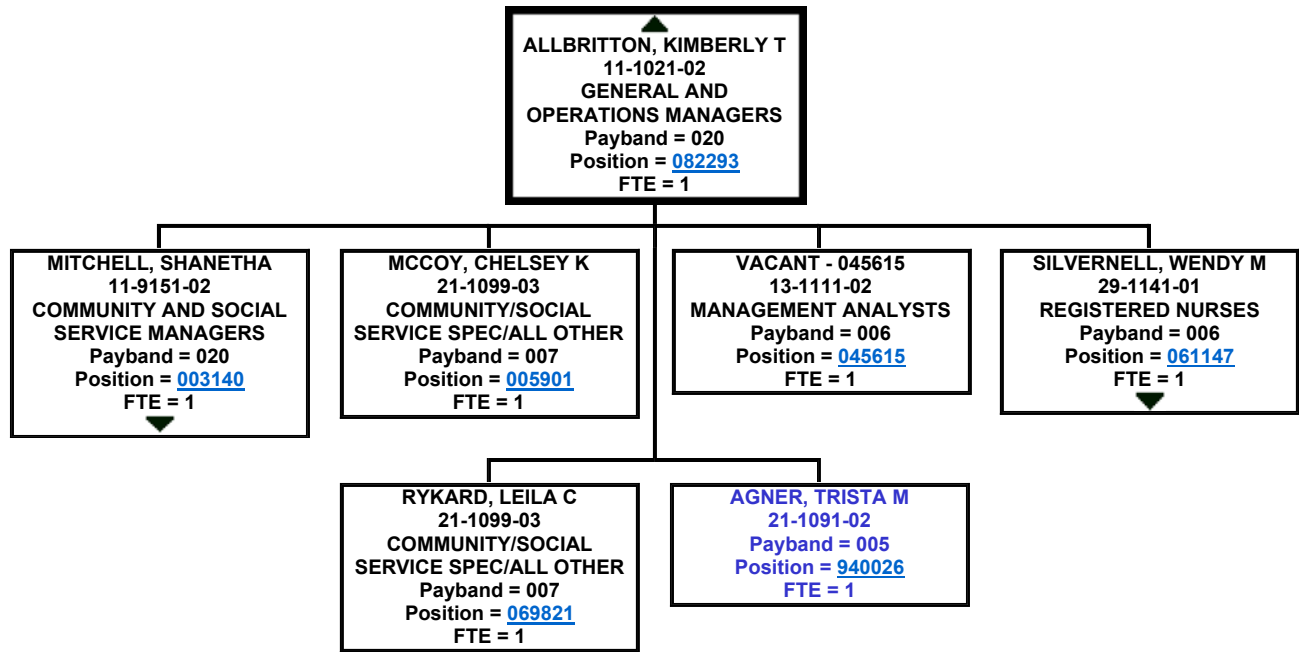 ALLBRITTON, KIMBERLY T
11-1021-02
GENERAL AND
OPERATIONS MANAGERS
Payband = 020
Position = 082293
FTE = 1
MITCHELL, SHANETHA
11-9151-02
COMMUNITY AND SOCIAL
SERVICE MANAGERS
Payband = 020
Position = 003140
FTE = 1
MCCOY, CHELSEY K
21-1099-03
COMMUNITY/SOCIAL
SERVICE SPEC/ALL OTHER
Payband = 007
Position = 005901
FTE = 1
VACANT - 045615
13-1111-02
MANAGEMENT ANALYSTS
Payband = 006
Position = 045615
FTE = 1
SILVERNELL, WENDY M
29-1141-01
REGISTERED NURSES
Payband = 006
Position = 061147
FTE = 1
RYKARD, LEILA C
21-1099-03
COMMUNITY/SOCIAL
SERVICE SPEC/ALL OTHER
Payband = 007
Position = 069821
FTE = 1
AGNER, TRISTA M
21-1091-02
Payband = 005
Position = 940026
FTE = 1